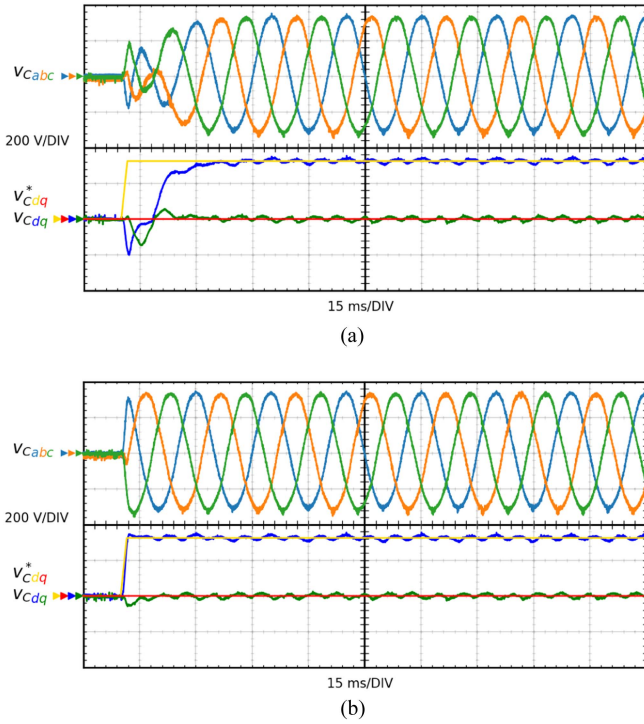 vCabc
200 V/DIV
v*Cdq
vCdq
15 ms/DIV
(a)
vCabc
200 V/DIV
v*Cdq
vCdq
15 ms/DIV
(b)